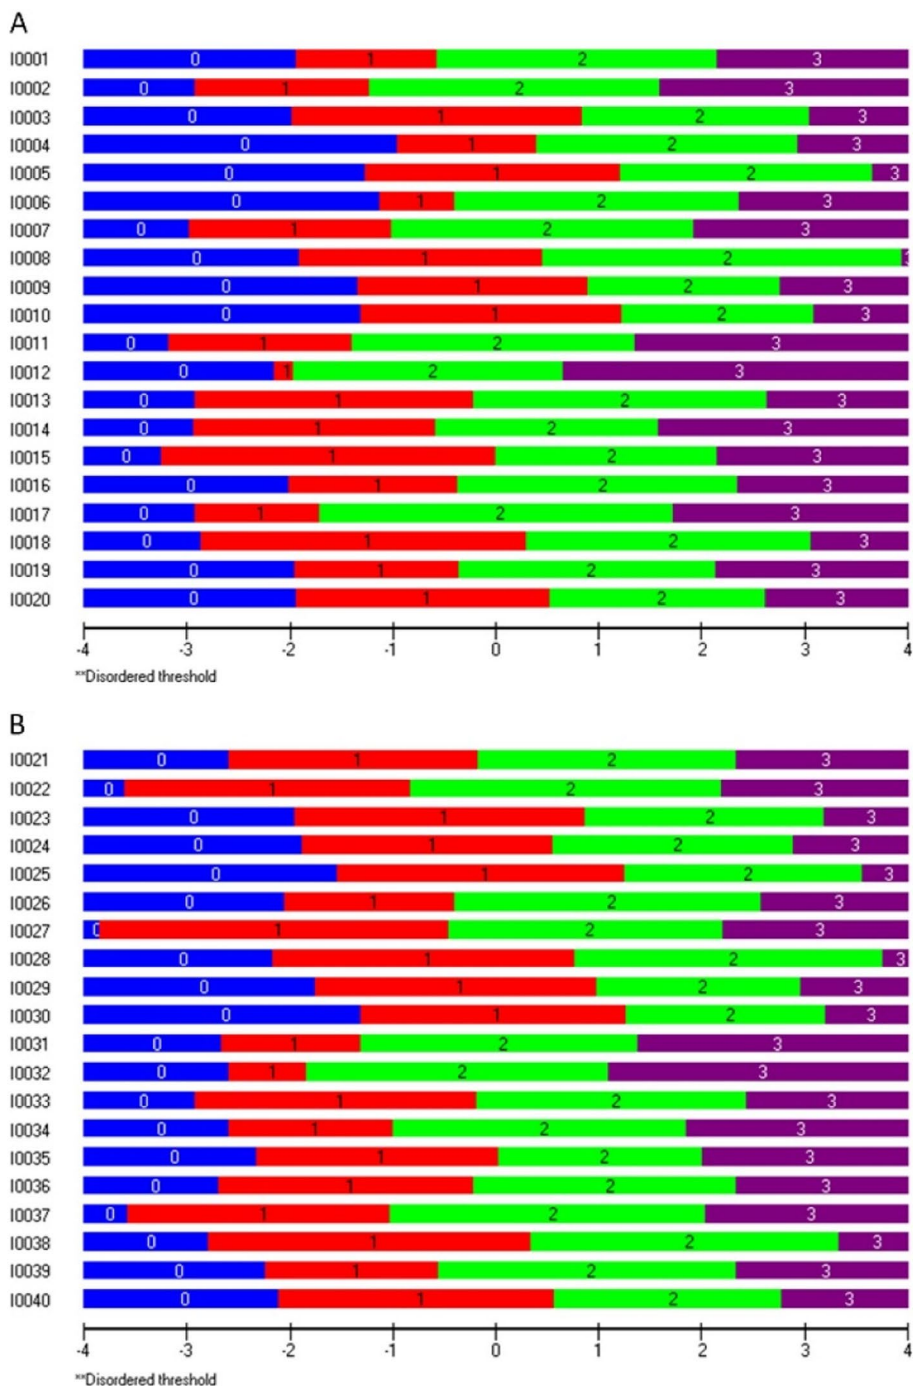 A
I0001 0 1 2 3
I0002 0 1 2 3
I0003 0 1 2 3
I0004 0 1 2 3
I0005 0 1 2 3
I0006 0 1 2 3
I0007 0 1 2 3
I0008 0 1 2 3
I0009 0 1 2 3
I0010 0 1 2 3
I0011 0 1 2 3
I0012 0 1 2 3
I0013 0 1 2 3
I0014 0 1 2 3
I0015 0 1 2 3
I0016 0 1 2 3
I0017 0 1 2 3
I0018 0 1 2 3
I0019 0 1 2 3
I0020 0 1 2 3
-4 -3 -2 -1 0 1 2 3 4
**Disordered threshold
B
I0021 0 1 2 3
I0022 0 1 2 3
I0023 0 1 2 3
I0024 0 1 2 3
I0025 0 1 2 3
I0026 0 1 2 3
I0027 0 1 2 3
I0028 0 1 2 3
I0029 0 1 2 3
I0030 0 1 2 3
I0031 0 1 2 3
I0032 0 1 2 3
I0033 0 1 2 3
I0034 0 1 2 3
I0035 0 1 2 3
I0036 0 1 2 3
I0037 0 1 2 3
I0038 0 1 2 3
I0039 0 1 2 3
I0040 0 1 2 3
-4 -3 -2 -1 0 1 2 3 4
**Disordered threshold